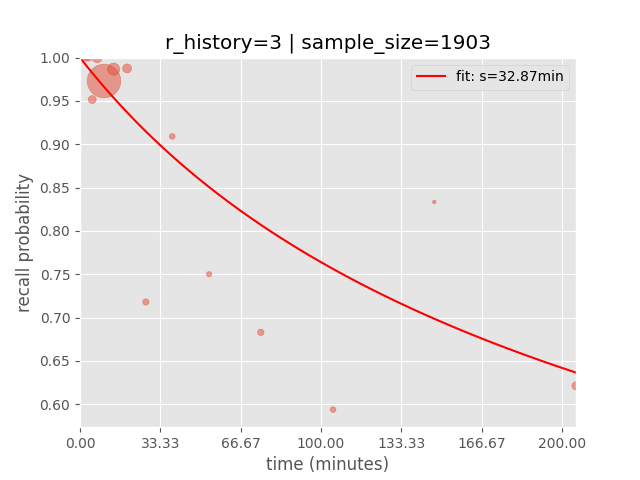 r_history=3 | sample_size=1903
fit: s=32.87min
recall probability
1.00
0.95
0.90
0.85
0.80
0.75
0.70
0.65
0.60
0.00 33.33 66.67 100.00 133.33 166.67 200.00
time (minutes)